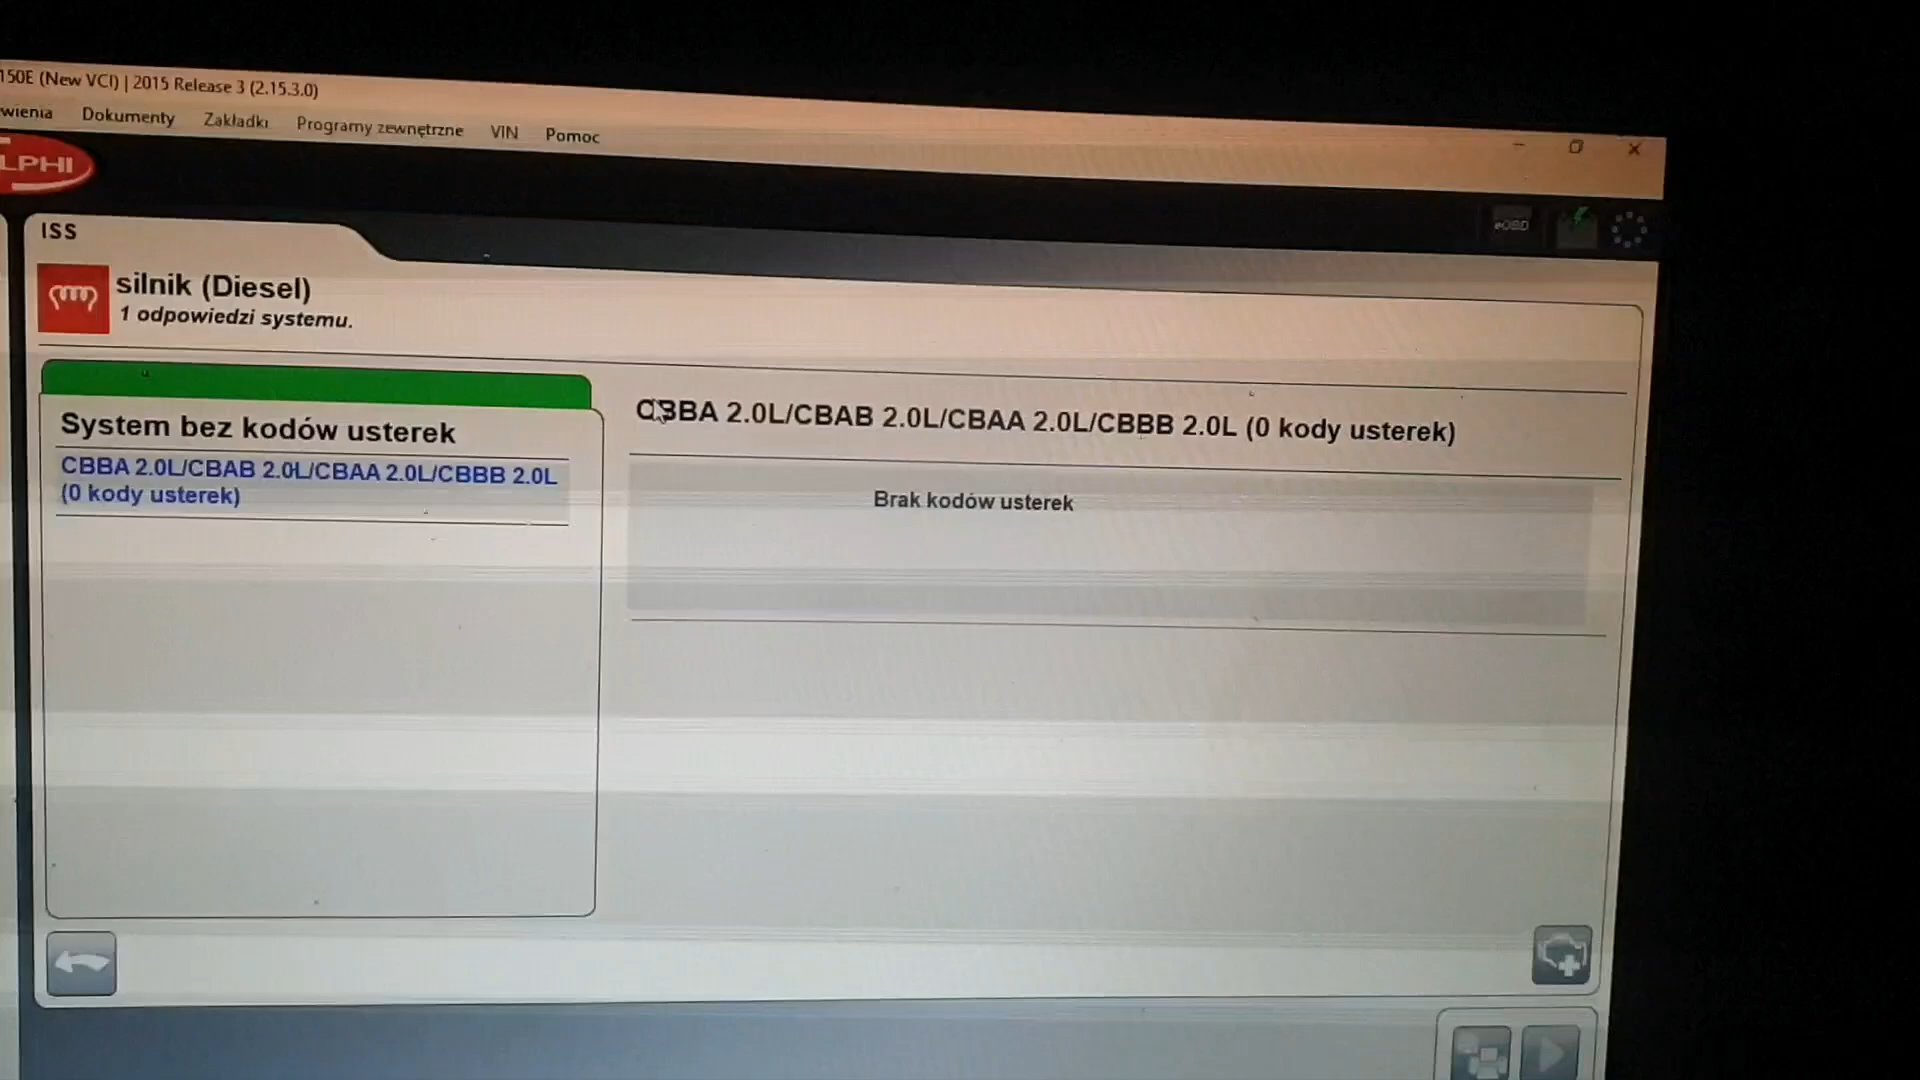 150E (New VCI) | 2015 Release 3 (2.15.3.0)
wienia Dokumenty Zakładki Programy zewnętrzne VIN Pomoc
LPHI
eOBD
ISS
silnik (Diesel)
1 odpowiedzi systemu.
System bez kodów usterek
CBBA 2.0L/CBAB 2.0L/CBAA 2.0L/CBBB 2.0L
(0 kody usterek)
CBBA 2.0L/CBAB 2.0L/CBAA 2.0L/CBBB 2.0L (0 kody usterek)
Brak kodów usterek